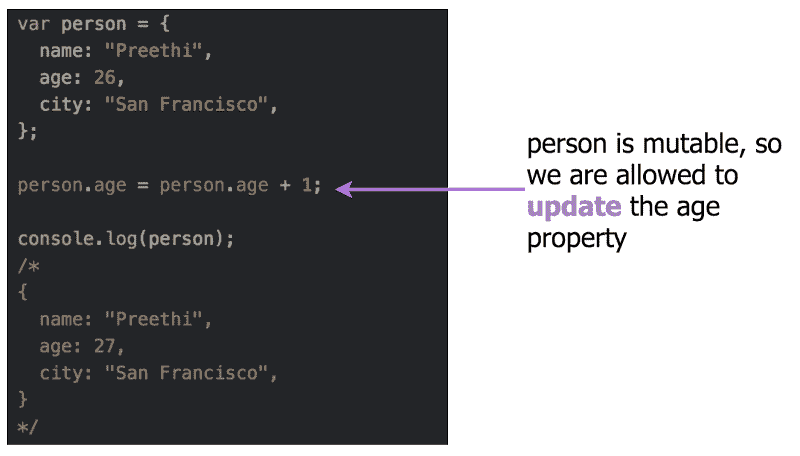 var person = {
  name: "Preethi",
  age: 26,
  city: "San Francisco",
};
person.age = person.age + 1;
console.log(person);
/*
{
  name: "Preethi",
  age: 27,
  city: "San Francisco",
}
*/
person is mutable, so
we are allowed to
update the age
property